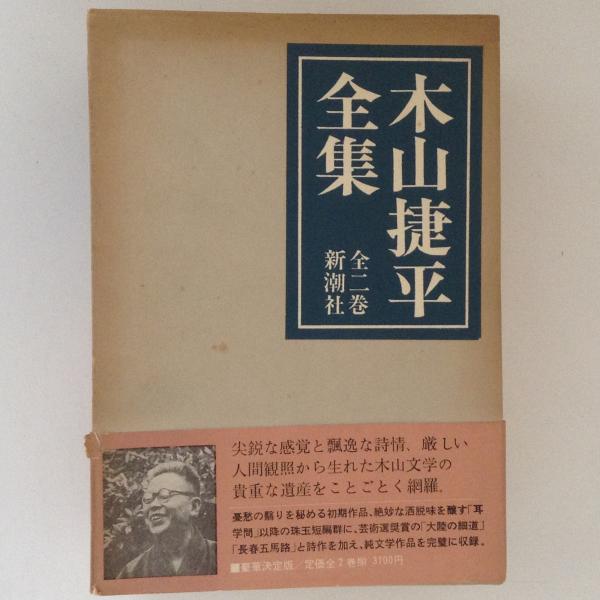 木山捷平
全集
全二巻
新潮社
尖鋭な感覚と飄逸な詩情、厳しい
人間観照から生れた木山文学の
貴重な遺産をことごとく網羅。
憂愁の翳りを秘める初期作品、絶妙な洒脱味を醸す「耳
学問」以降の珠玉短編群に、芸術選奨賞の「大陸の細道」
「長春五馬路」と詩作を加え、純文学作品を完璧に収録。
■豪華決定版／定価全2巻揃 3100円